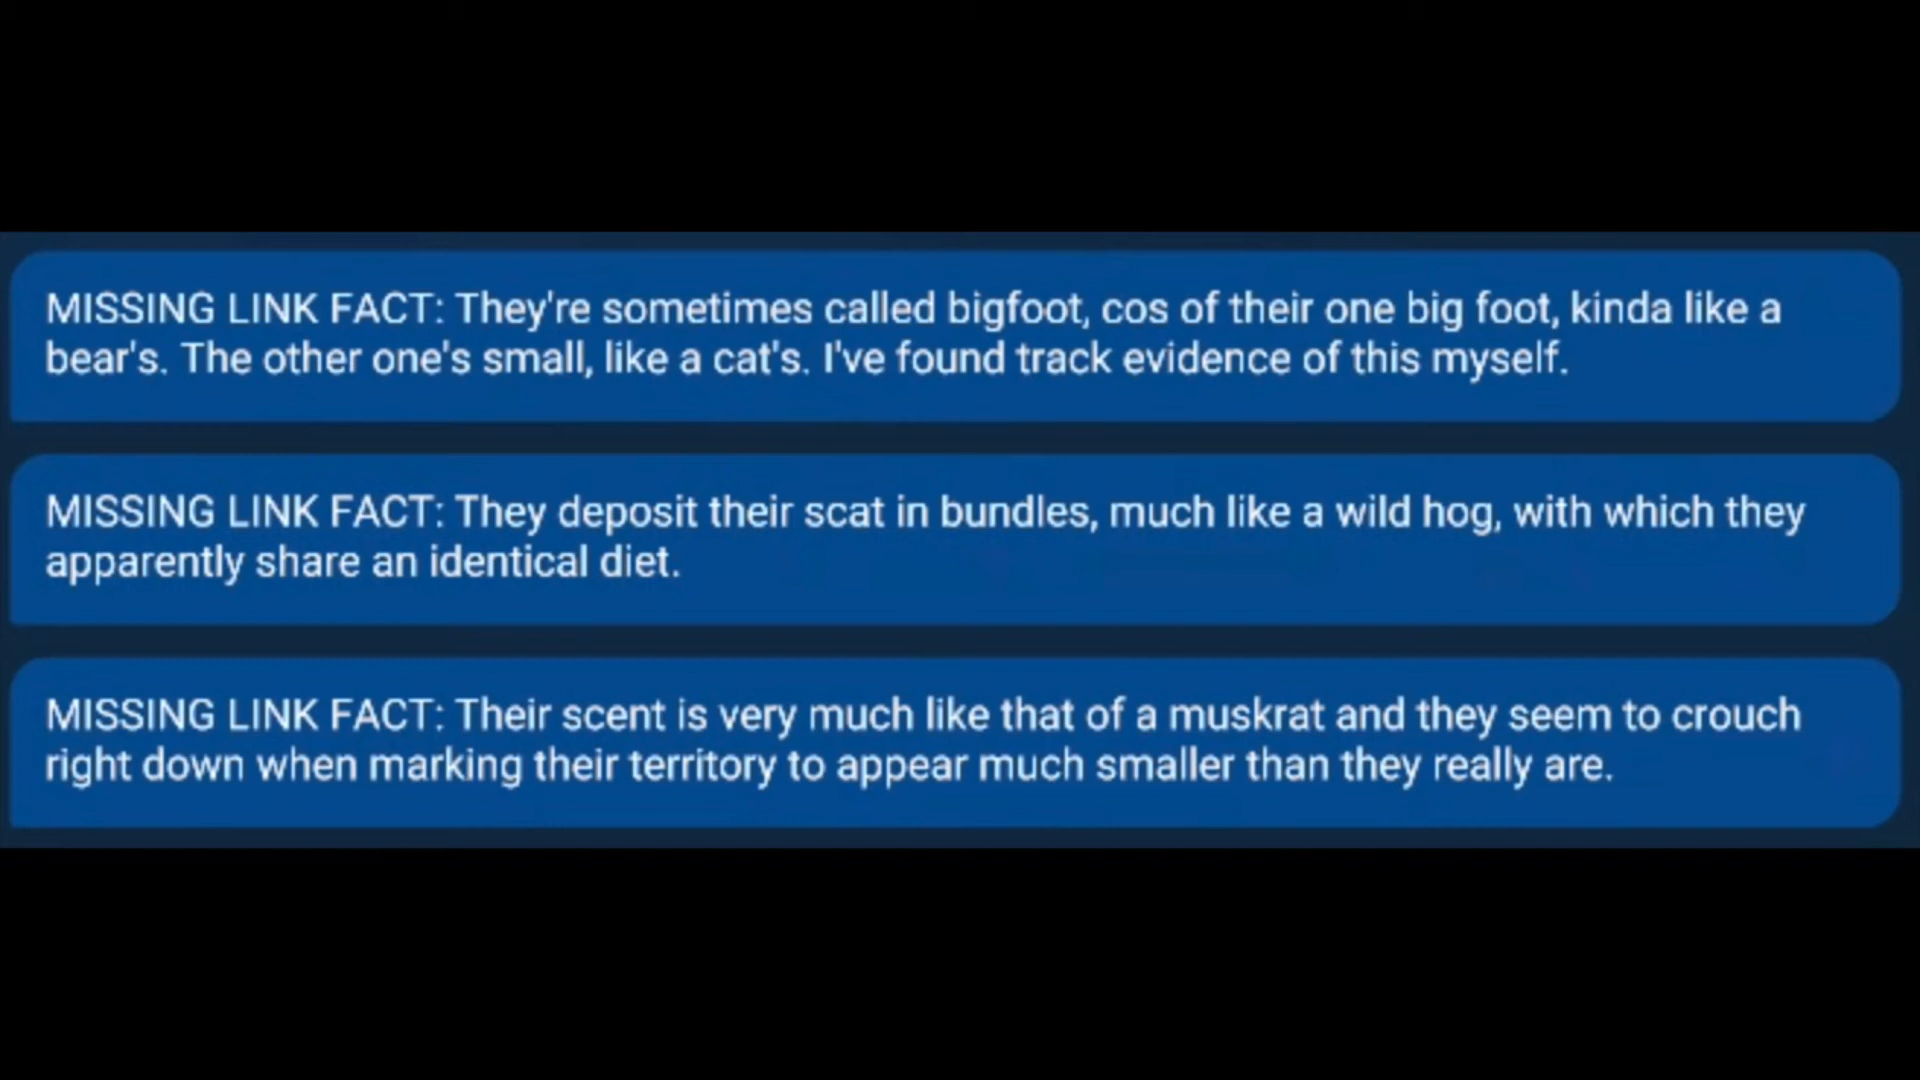 MISSING LINK FACT: They're sometimes called bigfoot, cos of their one big foot, kinda like a
bear's. The other one's small, like a cat's. I've found track evidence of this myself.
MISSING LINK FACT: They deposit their scat in bundles, much like a wild hog, with which they
apparently share an identical diet.
MISSING LINK FACT: Their scent is very much like that of a muskrat and they seem to crouch
right down when marking their territory to appear much smaller than they really are.